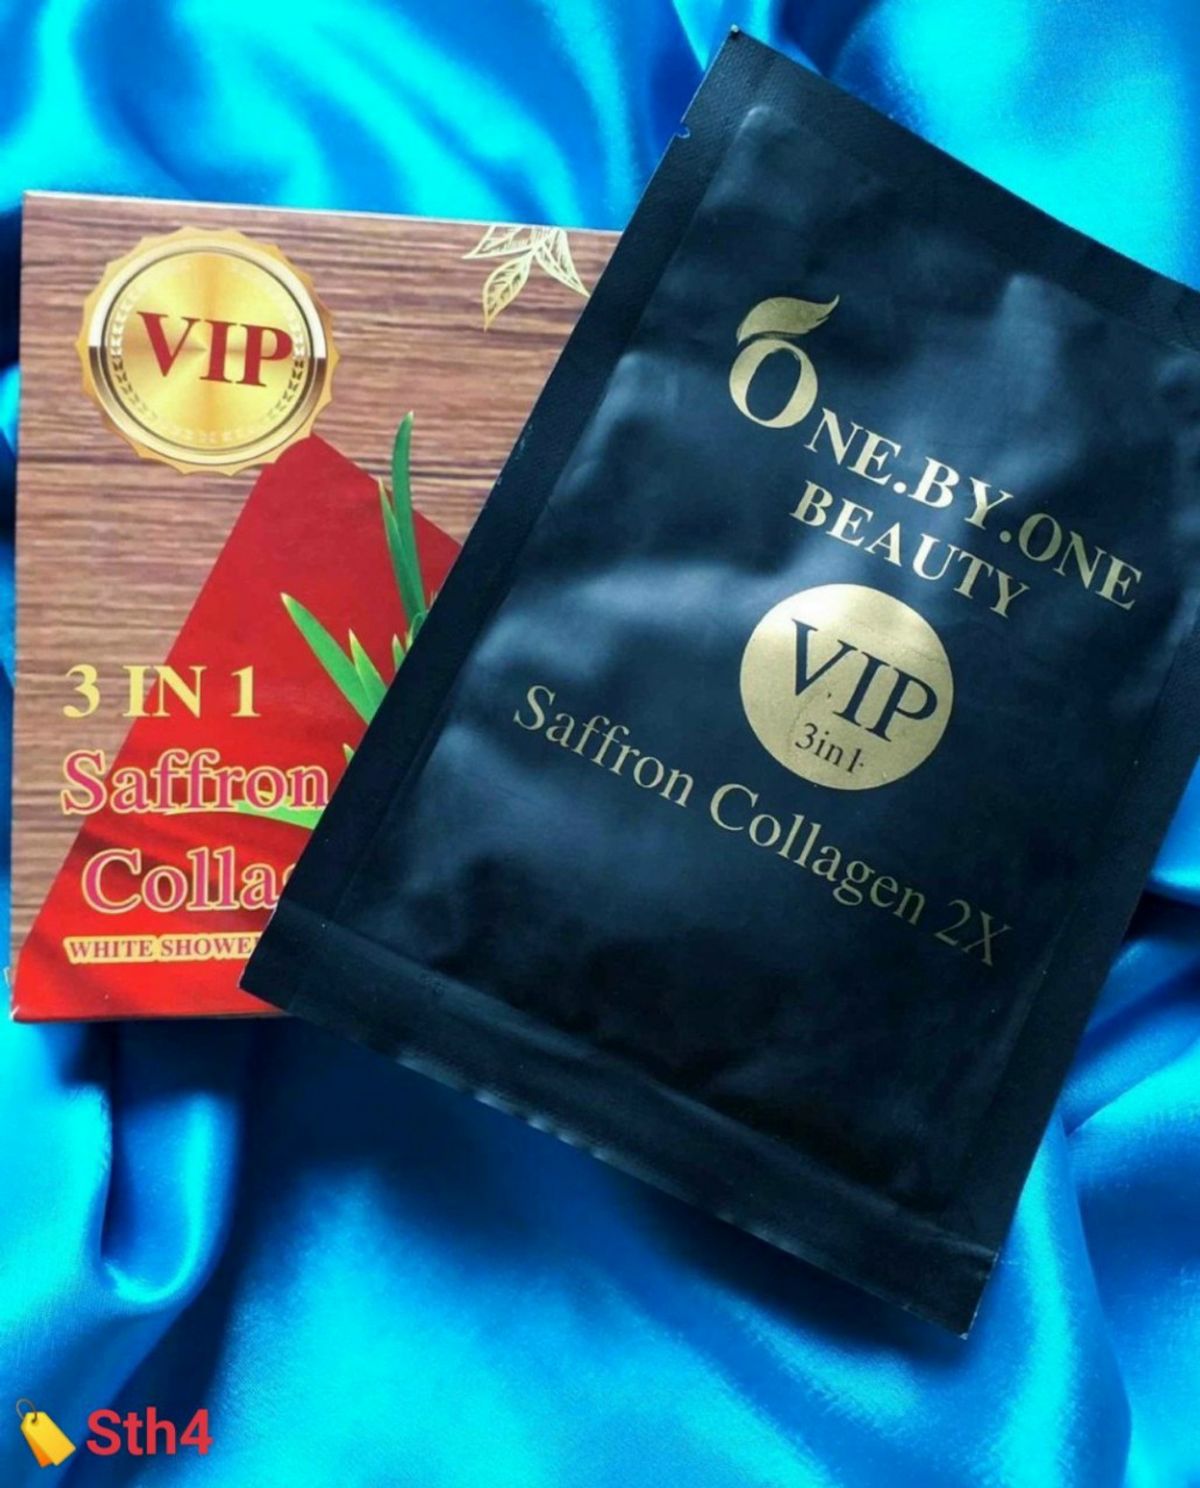 VIP
3 IN 1
Saffron
Colla
WHITE SHOWE
ONE.BY.ONE
BEAUTY
VIP
3in1
Saffron Collagen 2X
Sth4